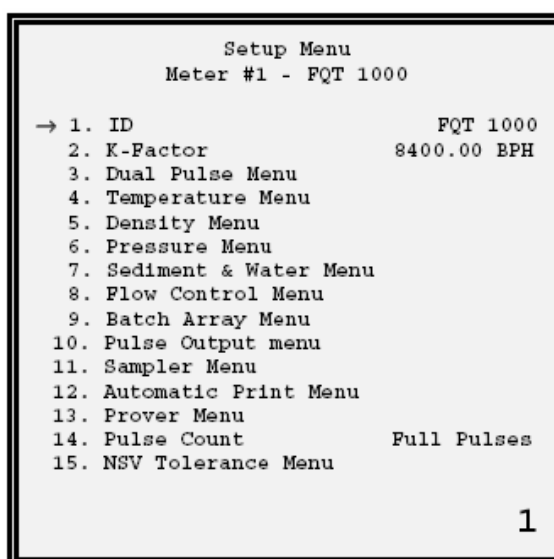 Setup Menu
Meter #1 - FQT 1000
→ 1. ID FQT 1000
2. K-Factor 8400.00 BPH
3. Dual Pulse Menu
4. Temperature Menu
5. Density Menu
6. Pressure Menu
7. Sediment & Water Menu
8. Flow Control Menu
9. Batch Array Menu
10. Pulse Output menu
11. Sampler Menu
12. Automatic Print Menu
13. Prover Menu
14. Pulse Count Full Pulses
15. NSV Tolerance Menu
1